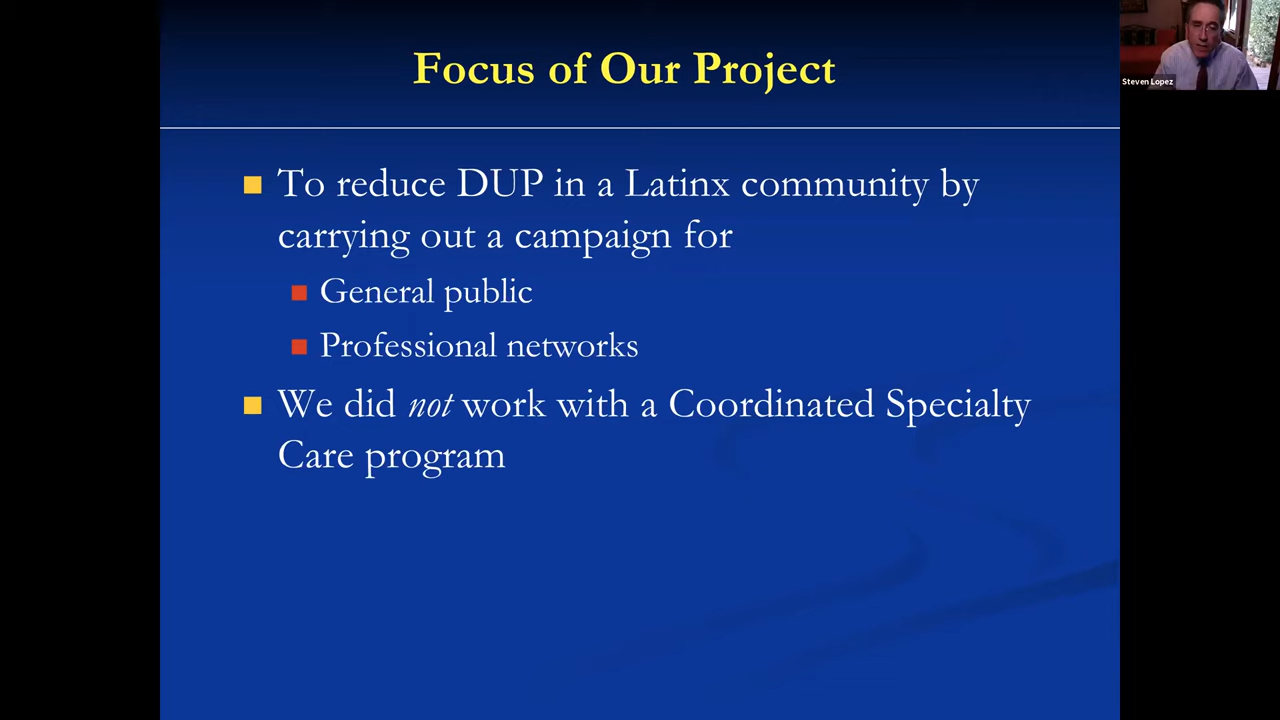 Focus of Our Project
Steven Lopez
To reduce DUP in a Latinx community by
carrying out a campaign for
General public
Professional networks
We did not work with a Coordinated Specialty
Care program